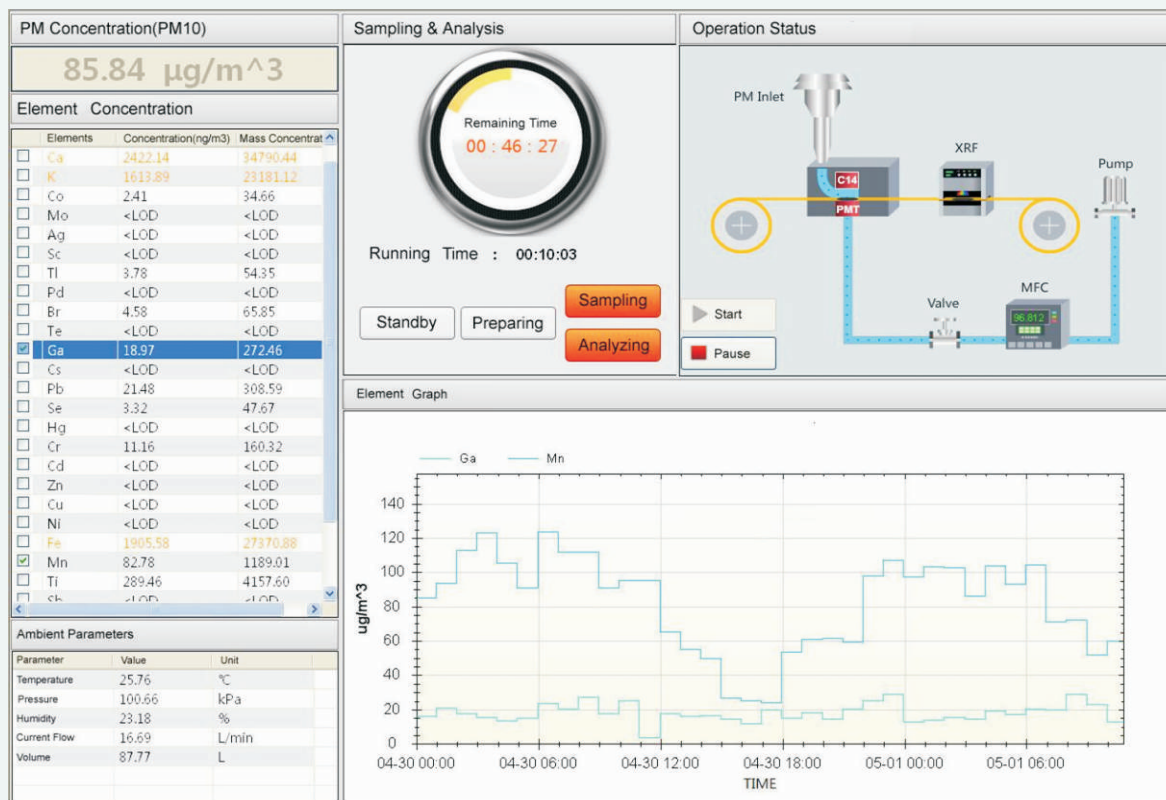 PM Concentration(PM10)
85.84 µg/m^3
Element Concentration
Elements Concentration(ng/m3) Mass Concentrat
Ca 2422.14 34790.44
K 1613.89 23181.12
Co 2.41 34.66
Mo <LOD <LOD
Ag <LOD <LOD
Sc <LOD <LOD
Tl 3.78 54.35
Pd <LOD <LOD
Br 4.58 65.85
Te <LOD <LOD
Ga 18.97 272.46
Cs <LOD <LOD
Pb 21.48 308.59
Se 3.32 47.67
Hg <LOD <LOD
Cr 11.16 160.32
Cd <LOD <LOD
Zn <LOD <LOD
Cu <LOD <LOD
Ni <LOD <LOD
Fe 1905.58 27370.88
Mn 82.78 1189.01
Ti 289.46 4157.60
Sb <LOD <LOD
Ambient Parameters
Parameter Value Unit
Temperature 25.76 °C
Pressure 100.66 kPa
Humidity 23.18 %
Current Flow 16.69 L/min
Volume 87.77 L
Sampling & Analysis
Remaining Time
00 : 46 : 27
Running Time : 00:10:03
Standby
Preparing
Sampling
Analyzing
Operation Status
PM Inlet
C14
PMT
XRF
Pump
Valve
MFC
96.812
Start
Pause
Element Graph
Ga Mn
ug/m^3
140
120
100
80
60
40
20
0
04-30 00:00 04-30 06:00 04-30 12:00 04-30 18:00 05-01 00:00 05-01 06:00
TIME